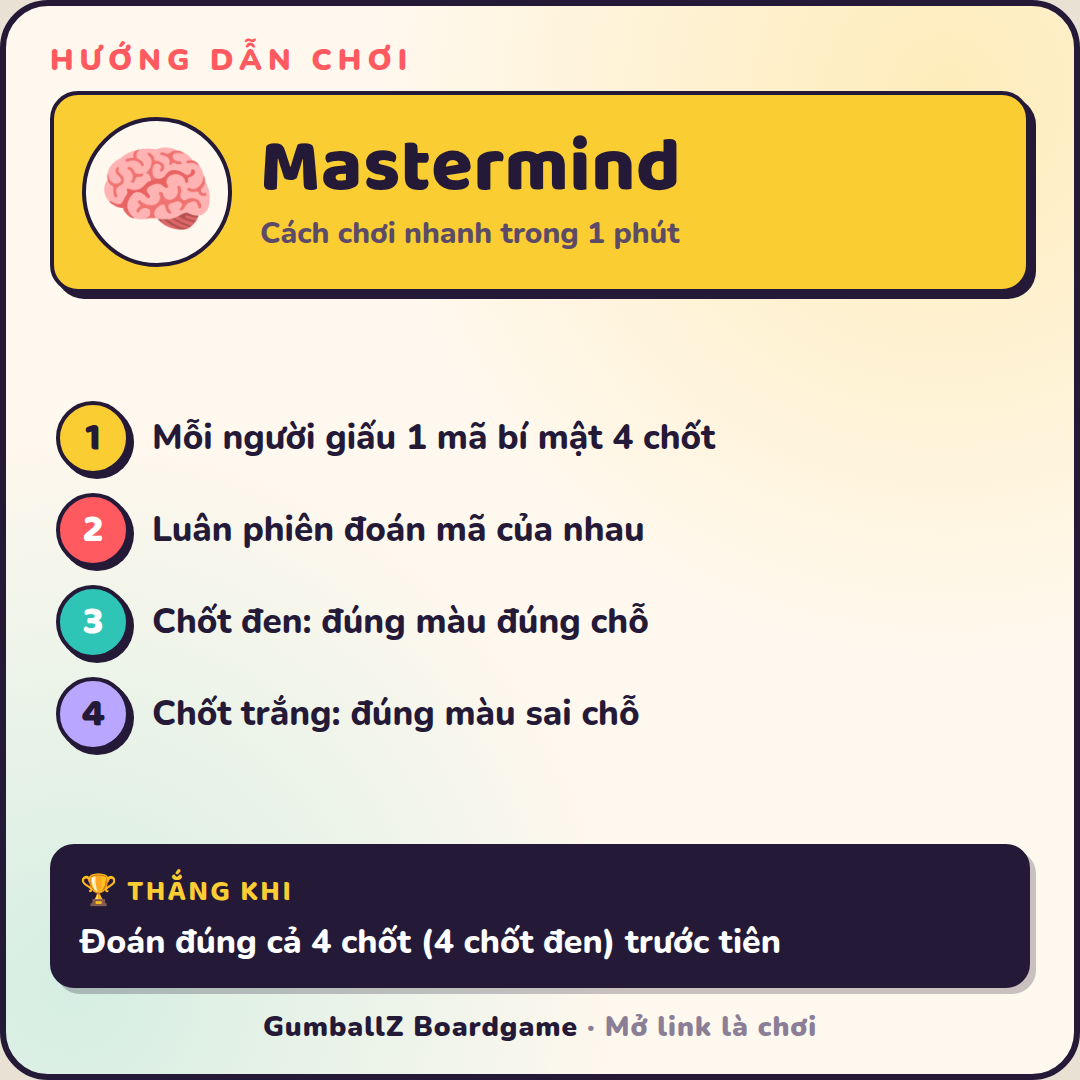 HƯỚNG DẪN CHƠI
Mastermind
Cách chơi nhanh trong 1 phút
1 Mỗi người giấu 1 mã bí mật 4 chốt
2 Luân phiên đoán mã của nhau
3 Chốt đen: đúng màu đúng chỗ
4 Chốt trắng: đúng màu sai chỗ
🏆 THẮNG KHI
Đoán đúng cả 4 chốt (4 chốt đen) trước tiên
GumballZ Boardgame · Mở link là chơi